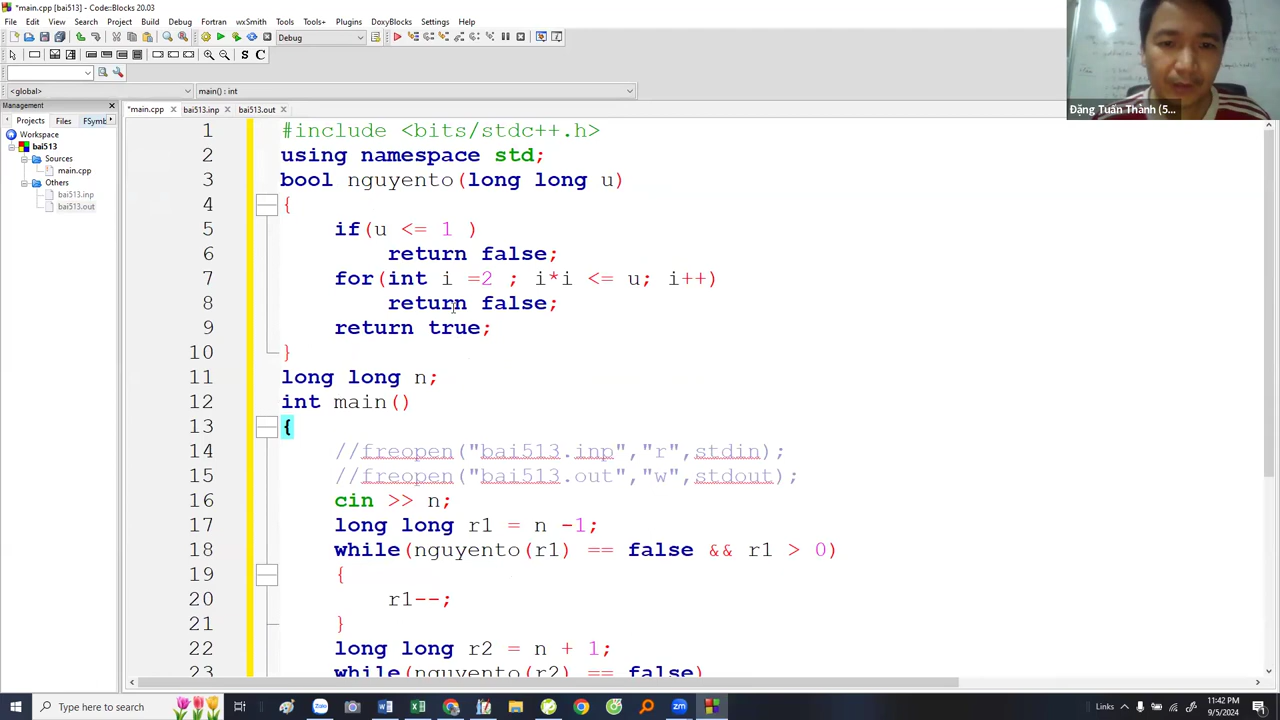 *main.cpp [bai513] - Code::Blocks 20.03
File Edit View Search Project Build Debug Fortran wxSmith Tools Tools+ Plugins DoxyBlocks Settings Help
Debug
S C
<global> main() : int
Management
*main.cpp bai513.inp bai513.out
Projects Files FSymb
Workspace
bai513
Sources
main.cpp
Others
bai513.inp
bai513.out
1 #include <bits/stdc++.h>
2 using namespace std;
3 bool nguyento(long long u)
4 {
5 if(u <= 1 )
6 return false;
7 for(int i =2 ; i*i <= u; i++)
8 return false;
9 return true;
10 }
11 long long n;
12 int main()
13 {
14 //freopen("bai513.inp","r",stdin);
15 //freopen("bai513.out","w",stdout);
16 cin >> n;
17 long long r1 = n -1;
18 while(nguyento(r1) == false && r1 > 0)
19 {
20 r1--;
21 }
22 long long r2 = n + 1;
23 while(nguyento(r2) == false)
Đặng Tuấn Thành (5...
Type here to search
Zalo
zm
Links
11:42 PM
9/5/2024